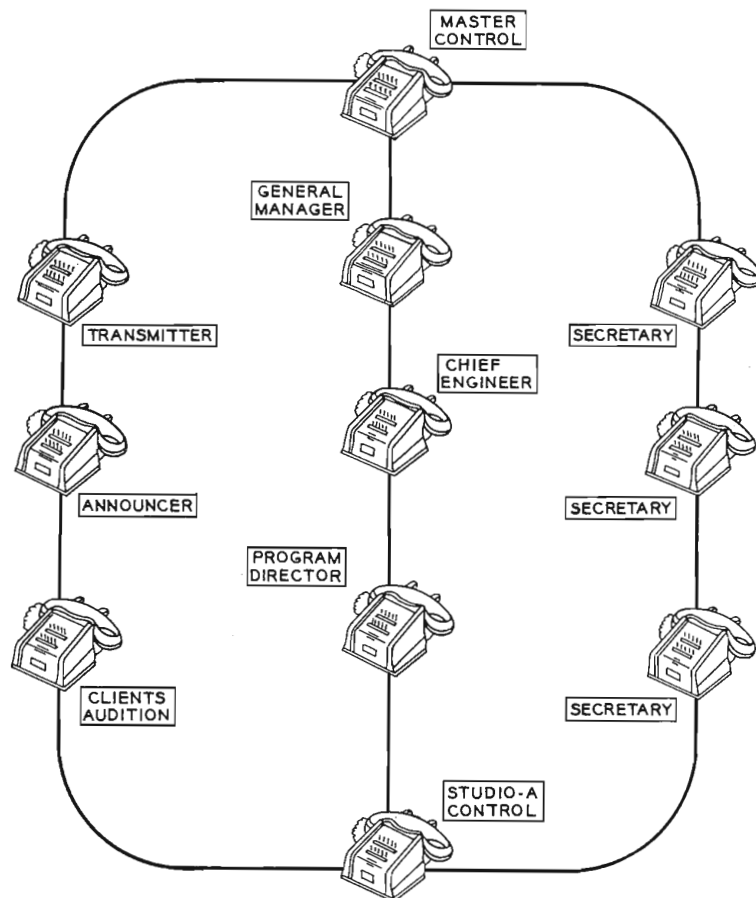 MASTER
CONTROL
GENERAL
MANAGER
TRANSMITTER
SECRETARY
CHIEF
ENGINEER
ANNOUNCER
SECRETARY
PROGRAM
DIRECTOR
CLIENTS
AUDITION
SECRETARY
STUDIO-A
CONTROL